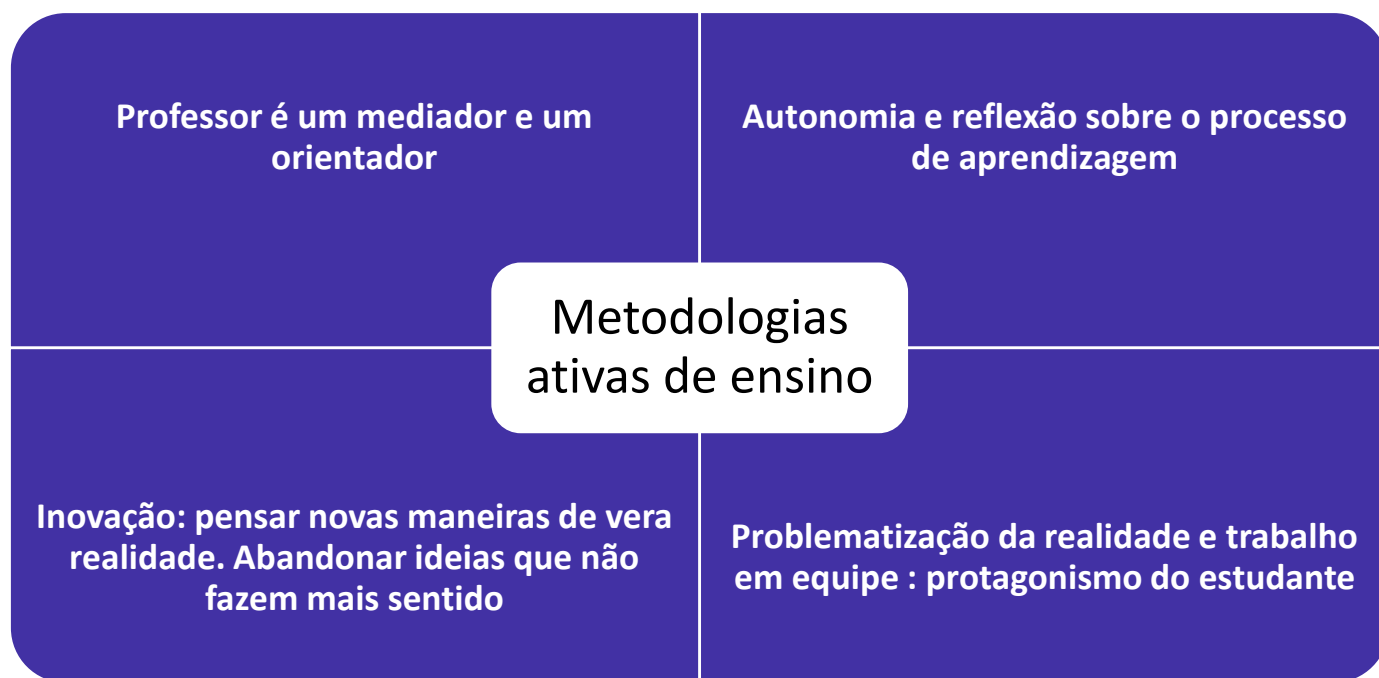 Professor é um mediador e um
orientador
Autonomia e reflexão sobre o processo
de aprendizagem
Metodologias
ativas de ensino
Inovação: pensar novas maneiras de vera
realidade. Abandonar ideias que não
fazem mais sentido
Problematização da realidade e trabalho
em equipe : protagonismo do estudante